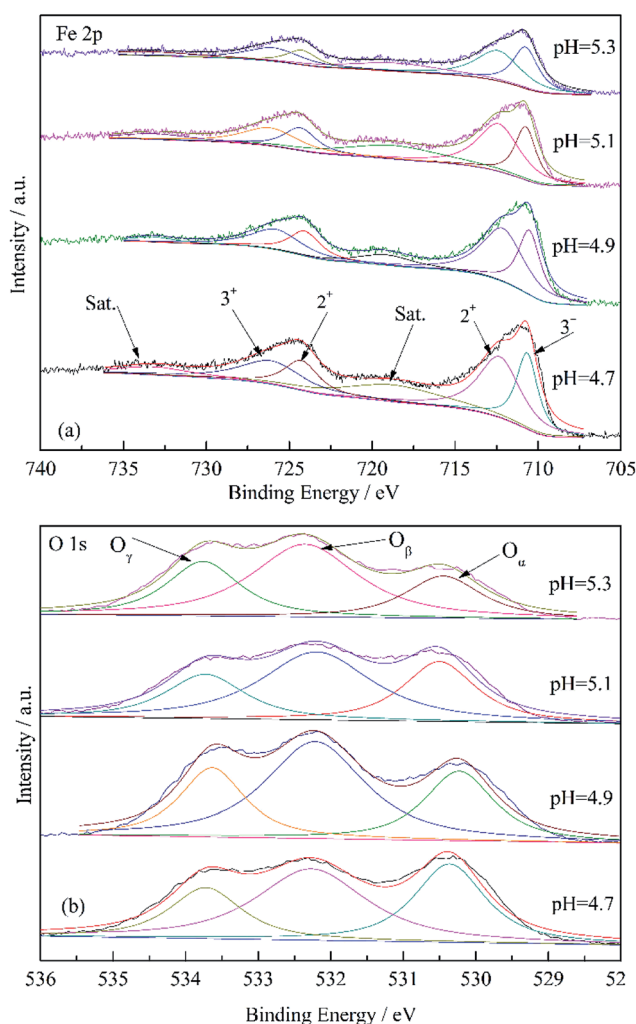 Fe 2p
pH=5.3
pH=5.1
pH=4.9
Sat.
3⁺
2⁺
Sat.
2⁺
3⁻
pH=4.7
(a)
Intensity / a.u.
740 735 730 725 720 715 710 705
Binding Energy / eV
O 1s
Oγ
Oβ
Oα
pH=5.3
pH=5.1
pH=4.9
pH=4.7
(b)
Intensity / a.u.
536 535 534 533 532 531 530 529 52
Binding Energy / eV